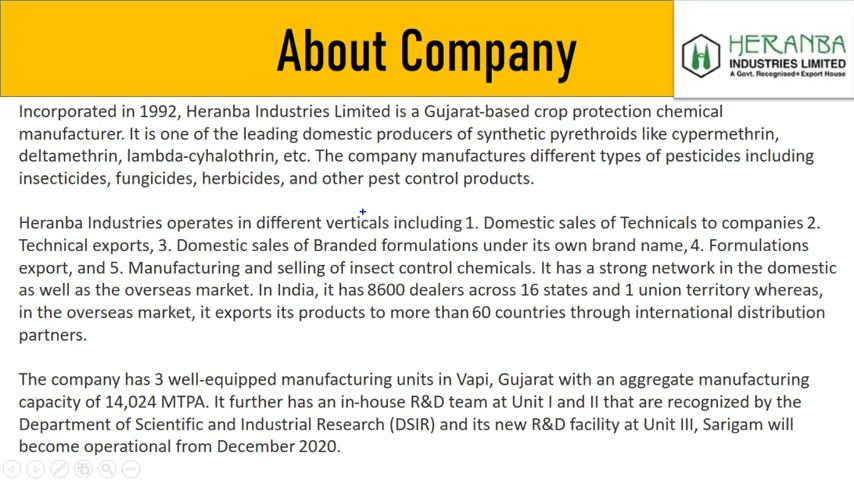 About Company
HERANBA
INDUSTRIES LIMITED
A Govt. Recognised★Export House
Incorporated in 1992, Heranba Industries Limited is a Gujarat-based crop protection chemical
manufacturer. It is one of the leading domestic producers of synthetic pyrethroids like cypermethrin,
deltamethrin, lambda-cyhalothrin, etc. The company manufactures different types of pesticides including
insecticides, fungicides, herbicides, and other pest control products.
Heranba Industries operates in different verticals including 1. Domestic sales of Technicals to companies 2.
Technical exports, 3. Domestic sales of Branded formulations under its own brand name, 4. Formulations
export, and 5. Manufacturing and selling of insect control chemicals. It has a strong network in the domestic
as well as the overseas market. In India, it has 8600 dealers across 16 states and 1 union territory whereas,
in the overseas market, it exports its products to more than 60 countries through international distribution
partners.
The company has 3 well-equipped manufacturing units in Vapi, Gujarat with an aggregate manufacturing
capacity of 14,024 MTPA. It further has an in-house R&D team at Unit I and II that are recognized by the
Department of Scientific and Industrial Research (DSIR) and its new R&D facility at Unit III, Sarigam will
become operational from December 2020.